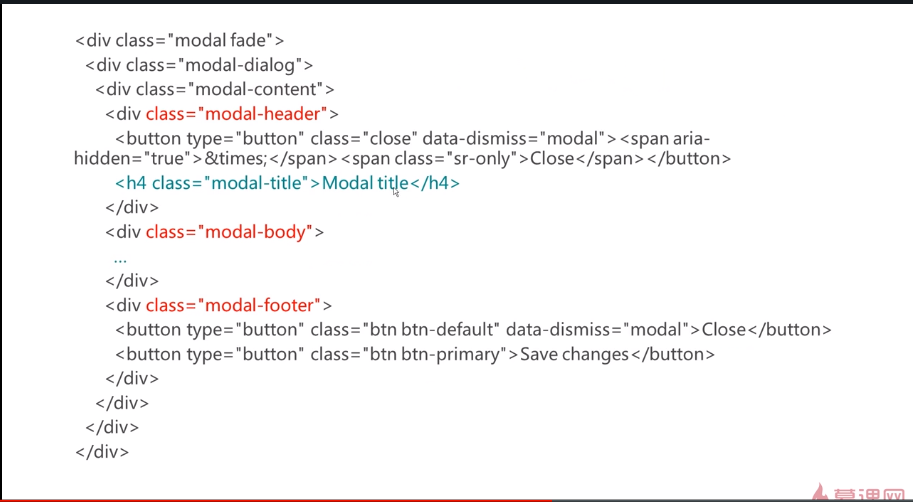 <div class="modal fade">
<div class="modal-dialog">
<div class="modal-content">
<div class="modal-header">
<button type="button" class="close" data-dismiss="modal"><span aria-
hidden="true">&times;</span><span class="sr-only">Close</span></button>
<h4 class="modal-title">Modal title</h4>
</div>
<div class="modal-body">
...
</div>
<div class="modal-footer">
<button type="button" class="btn btn-default" data-dismiss="modal">Close</button>
<button type="button" class="btn btn-primary">Save changes</button>
</div>
</div>
</div>
</div>
慕课网